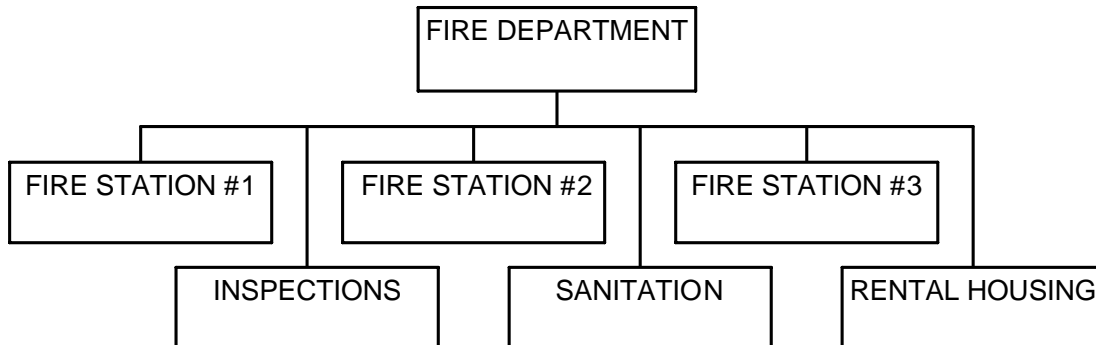 FIRE DEPARTMENT
FIRE STATION #1
FIRE STATION #2
FIRE STATION #3
INSPECTIONS
SANITATION
RENTAL HOUSING